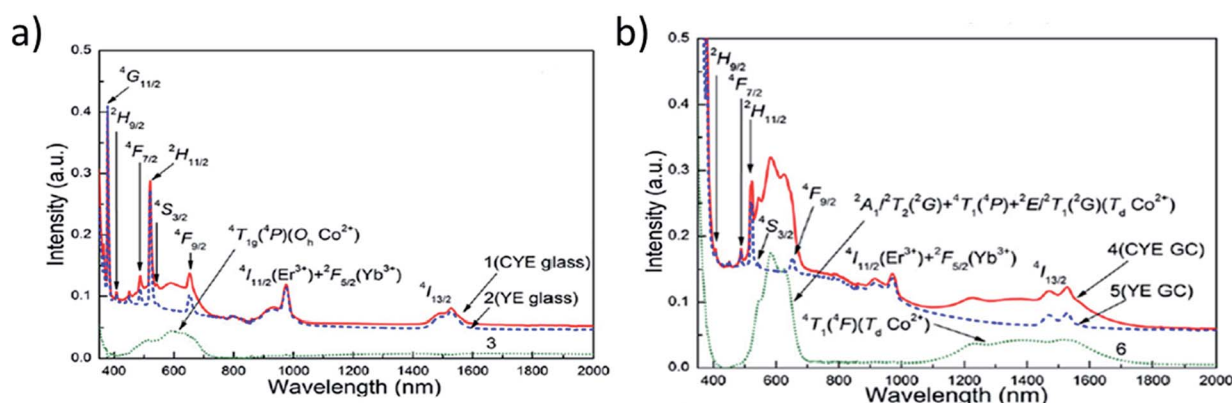 a)
Intensity (a.u.)
0.5
0.4
0.3
0.2
0.1
0.0
⁴G₁₁/₂
²H₉/₂
⁴F₇/₂
²H₁₁/₂
⁴S₃/₂
⁴F₉/₂
⁴T₁g(⁴P)(Oₕ Co²⁺)
⁴I₁₁/₂(Er³⁺)+²F₅/₂(Yb³⁺)
⁴I₁₃/₂
1(CYE glass)
2(YE glass)
3
400 600 800 1000 1200 1400 1600 1800 2000
Wavelength (nm)
b)
Intensity (a.u.)
0.5
0.4
0.3
0.2
0.1
0.0
²H₉/₂
⁴F₇/₂
²H₁₁/₂
⁴S₃/₂
⁴F₉/₂
²A₁/²T₂(²G)+⁴T₁(⁴P)+²E/²T₁(²G)(T_d Co²⁺)
⁴I₁₁/₂(Er³⁺)+²F₅/₂(Yb³⁺)
⁴I₁₃/₂
4(CYE GC)
5(YE GC)
⁴T₁(⁴F)(T_d Co²⁺)
6
400 600 800 1000 1200 1400 1600 1800 2000
Wavelength (nm)